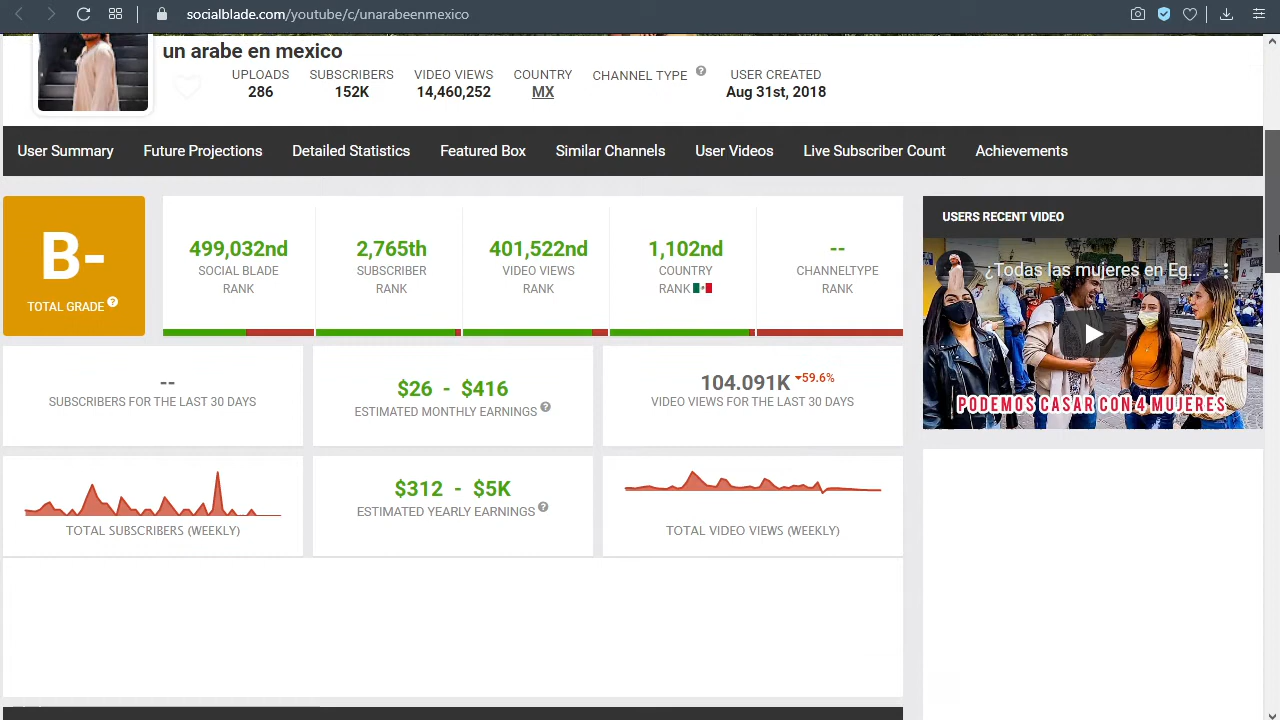 socialblade.com/youtube/c/unarabeenmexico
un arabe en mexico
UPLOADS
286
SUBSCRIBERS
152K
VIDEO VIEWS
14,460,252
COUNTRY
MX
CHANNEL TYPE ?
USER CREATED
Aug 31st, 2018
User Summary
Future Projections
Detailed Statistics
Featured Box
Similar Channels
User Videos
Live Subscriber Count
Achievements
B-
TOTAL GRADE ?
499,032nd
SOCIAL BLADE
RANK
2,765th
SUBSCRIBER
RANK
401,522nd
VIDEO VIEWS
RANK
1,102nd
COUNTRY
RANK
--
CHANNELTYPE
RANK
USERS RECENT VIDEO
¿Todas las mujeres en Eg...
PODEMOS CASAR CON 4 MUJERES
--
SUBSCRIBERS FOR THE LAST 30 DAYS
$26 - $416
ESTIMATED MONTHLY EARNINGS ?
104.091K 59.6%
VIDEO VIEWS FOR THE LAST 30 DAYS
TOTAL SUBSCRIBERS (WEEKLY)
$312 - $5K
ESTIMATED YEARLY EARNINGS ?
TOTAL VIDEO VIEWS (WEEKLY)